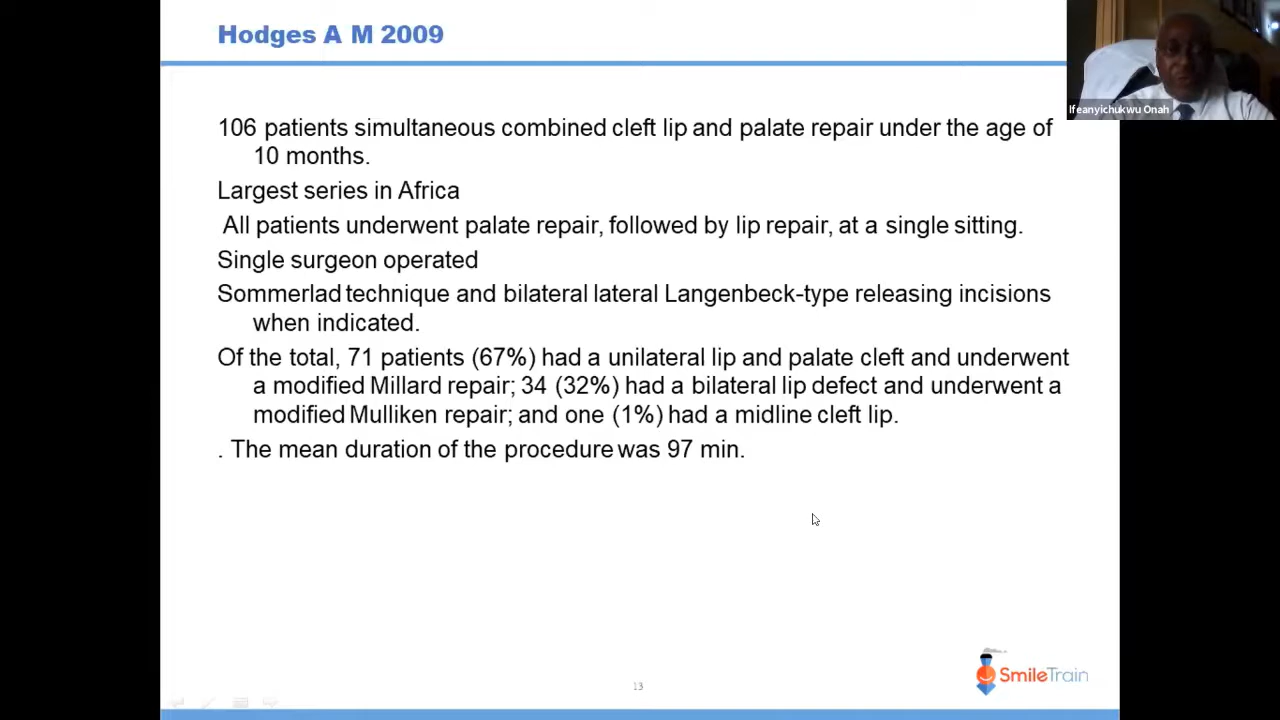 Hodges A M 2009
Ifeanyichukwu Onah
106 patients simultaneous combined cleft lip and palate repair under the age of
10 months.
Largest series in Africa
All patients underwent palate repair, followed by lip repair, at a single sitting.
Single surgeon operated
Sommerlad technique and bilateral lateral Langenbeck-type releasing incisions
when indicated.
Of the total, 71 patients (67%) had a unilateral lip and palate cleft and underwent
a modified Millard repair; 34 (32%) had a bilateral lip defect and underwent a
modified Mulliken repair; and one (1%) had a midline cleft lip.
. The mean duration of the procedure was 97 min.
SmileTrain
13